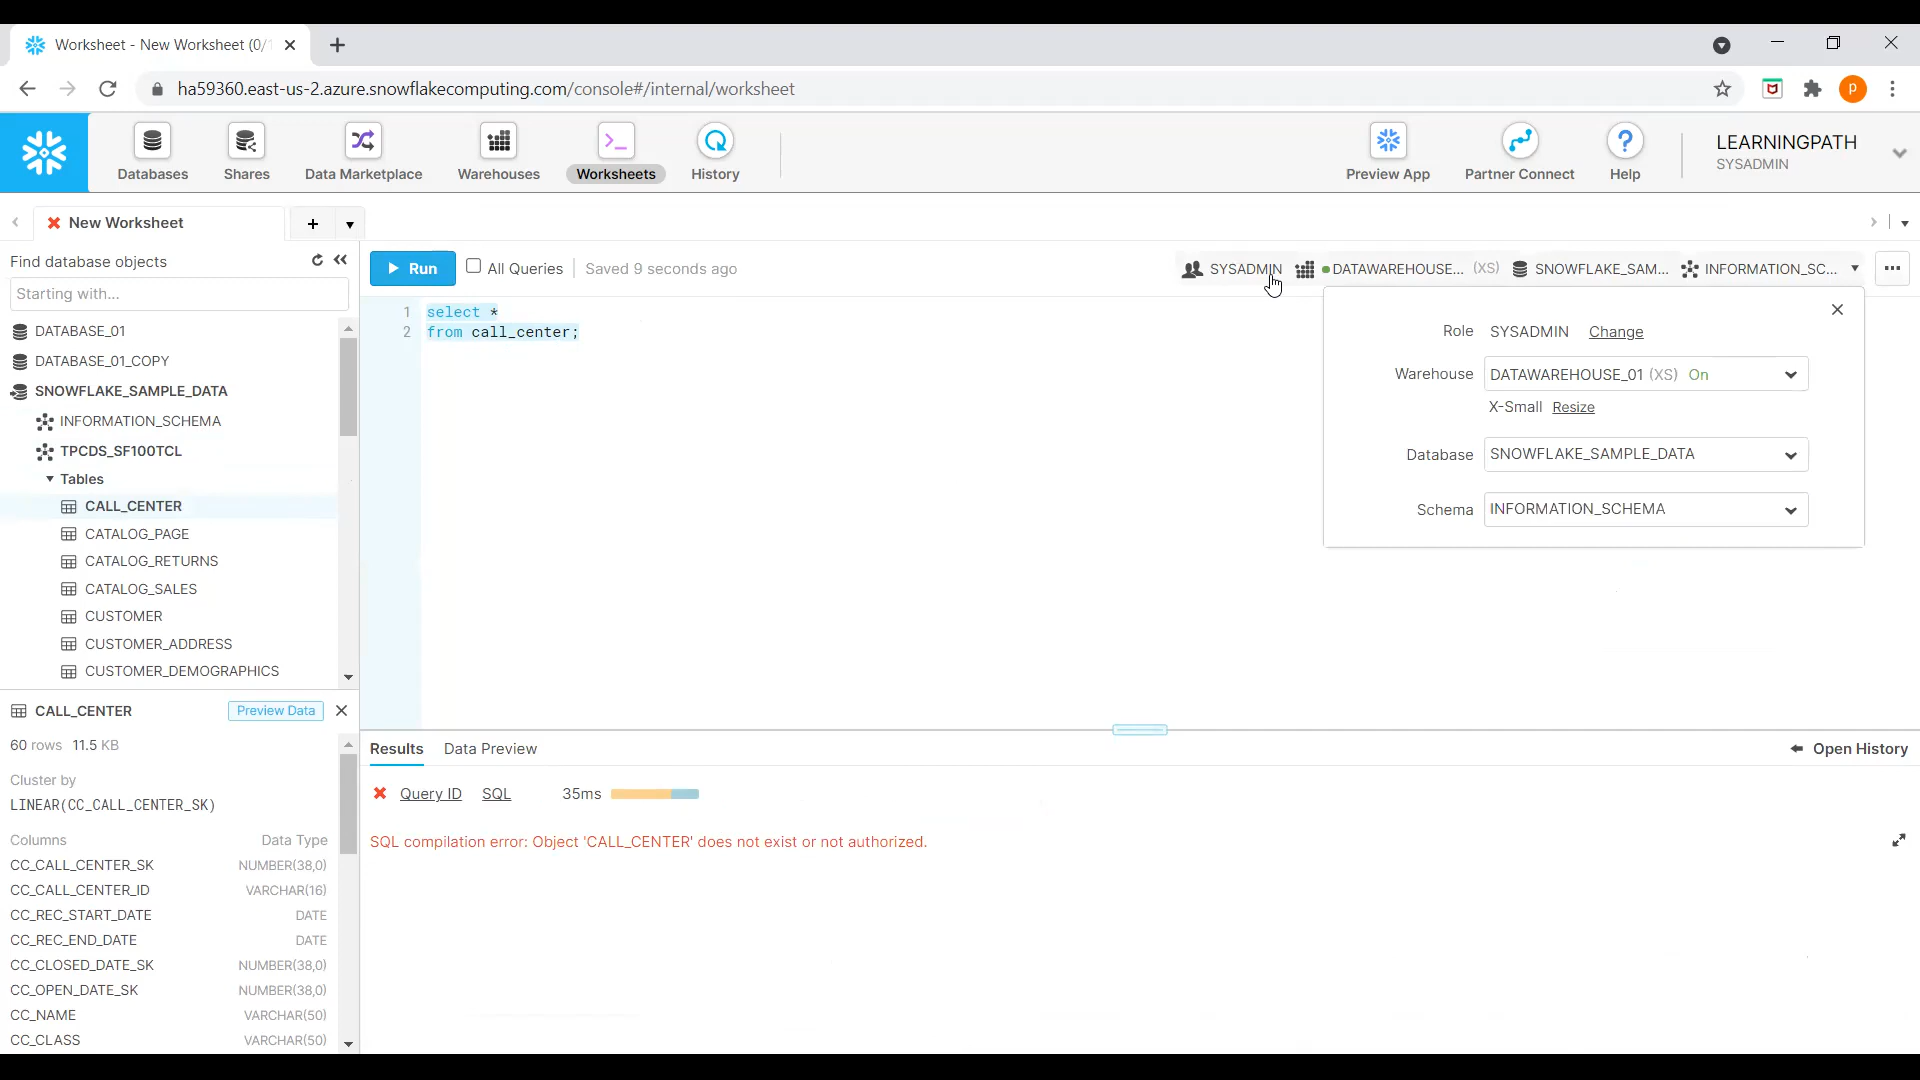 Worksheet - New Worksheet (0/1
ha59360.east-us-2.azure.snowflakecomputing.com/console#/internal/worksheet
p
Databases
Shares
Data Marketplace
Warehouses
Worksheets
History
Preview App
Partner Connect
Help
LEARNINGPATH
SYSADMIN
New Worksheet
Find database objects
Starting with...
Run
All Queries
Saved 9 seconds ago
SYSADMIN
DATAWAREHOUSE... (XS)
SNOWFLAKE_SAM...
INFORMATION_SC...
1 select *
2 from call_center;
Role SYSADMIN Change
Warehouse DATAWAREHOUSE_01 (XS) On
X-Small Resize
Database SNOWFLAKE_SAMPLE_DATA
Schema INFORMATION_SCHEMA
DATABASE_01
DATABASE_01_COPY
SNOWFLAKE_SAMPLE_DATA
INFORMATION_SCHEMA
TPCDS_SF100TCL
Tables
CALL_CENTER
CATALOG_PAGE
CATALOG_RETURNS
CATALOG_SALES
CUSTOMER
CUSTOMER_ADDRESS
CUSTOMER_DEMOGRAPHICS
CALL_CENTER Preview Data
60 rows 11.5 KB
Cluster by
LINEAR(CC_CALL_CENTER_SK)
Columns Data Type
CC_CALL_CENTER_SK NUMBER(38,0)
CC_CALL_CENTER_ID VARCHAR(16)
CC_REC_START_DATE DATE
CC_REC_END_DATE DATE
CC_CLOSED_DATE_SK NUMBER(38,0)
CC_OPEN_DATE_SK NUMBER(38,0)
CC_NAME VARCHAR(50)
CC_CLASS VARCHAR(50)
Results Data Preview
Open History
Query ID SQL 35ms
SQL compilation error: Object 'CALL_CENTER' does not exist or not authorized.